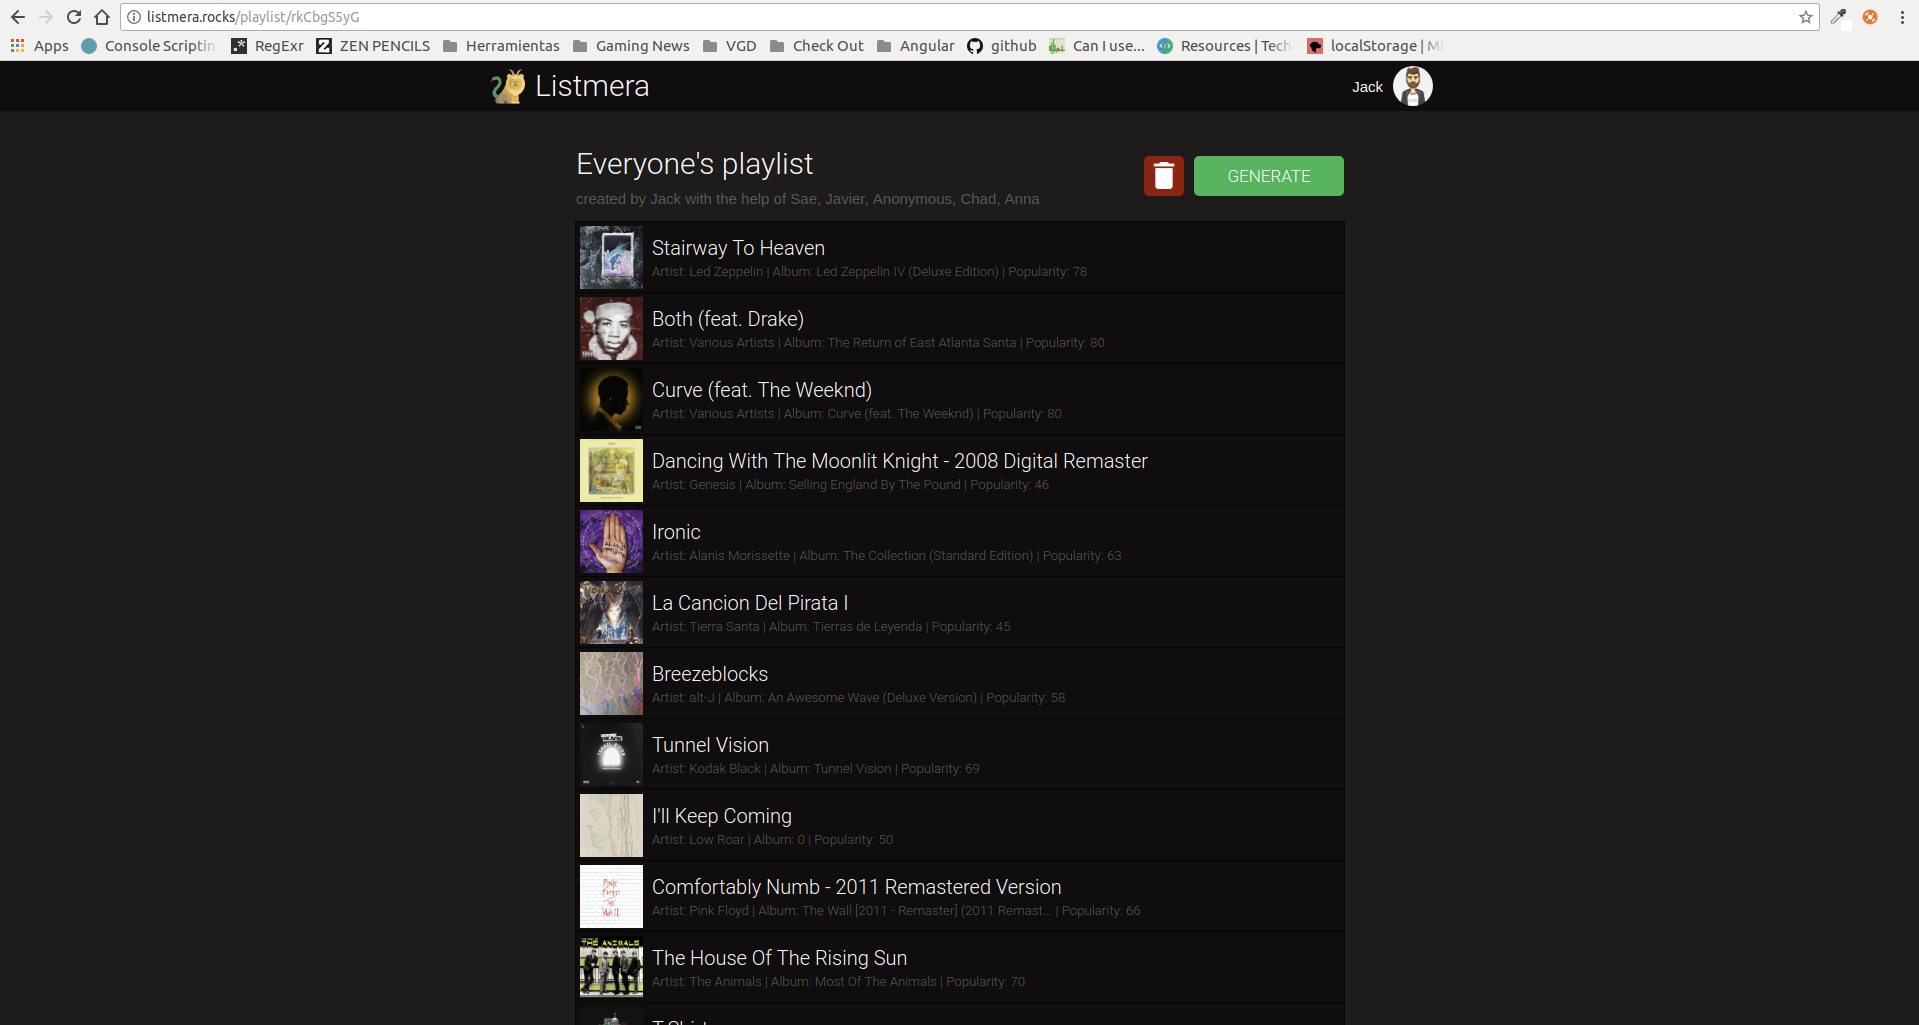 listmera.rocks/playlist/rkCbgS5yG
Apps Console Scriptin RegExr ZEN PENCILS Herramientas Gaming News VGD Check Out Angular github Can I use... Resources | Tech localStorage | M
Listmera
Jack
Everyone's playlist
GENERATE
created by Jack with the help of Sae, Javier, Anonymous, Chad, Anna
Stairway To Heaven
Artist: Led Zeppelin | Album: Led Zeppelin IV (Deluxe Edition) | Popularity: 78
Both (feat. Drake)
Artist: Various Artists | Album: The Return of East Atlanta Santa | Popularity: 80
Curve (feat. The Weeknd)
Artist: Various Artists | Album: Curve (feat. The Weeknd) | Popularity: 80
Dancing With The Moonlit Knight - 2008 Digital Remaster
Artist: Genesis | Album: Selling England By The Pound | Popularity: 46
Ironic
Artist: Alanis Morissette | Album: The Collection (Standard Edition) | Popularity: 63
La Cancion Del Pirata I
Artist: Tierra Santa | Album: Tierras de Leyenda | Popularity: 45
Breezeblocks
Artist: alt-J | Album: An Awesome Wave (Deluxe Version) | Popularity: 58
Tunnel Vision
Artist: Kodak Black | Album: Tunnel Vision | Popularity: 69
I'll Keep Coming
Artist: Low Roar | Album: 0 | Popularity: 50
PINK
FLOYD
THE
WALL
Comfortably Numb - 2011 Remastered Version
Artist: Pink Floyd | Album: The Wall [2011 - Remaster] (2011 Remast... | Popularity: 66
THE ANIMALS
The House Of The Rising Sun
Artist: The Animals | Album: Most Of The Animals | Popularity: 70